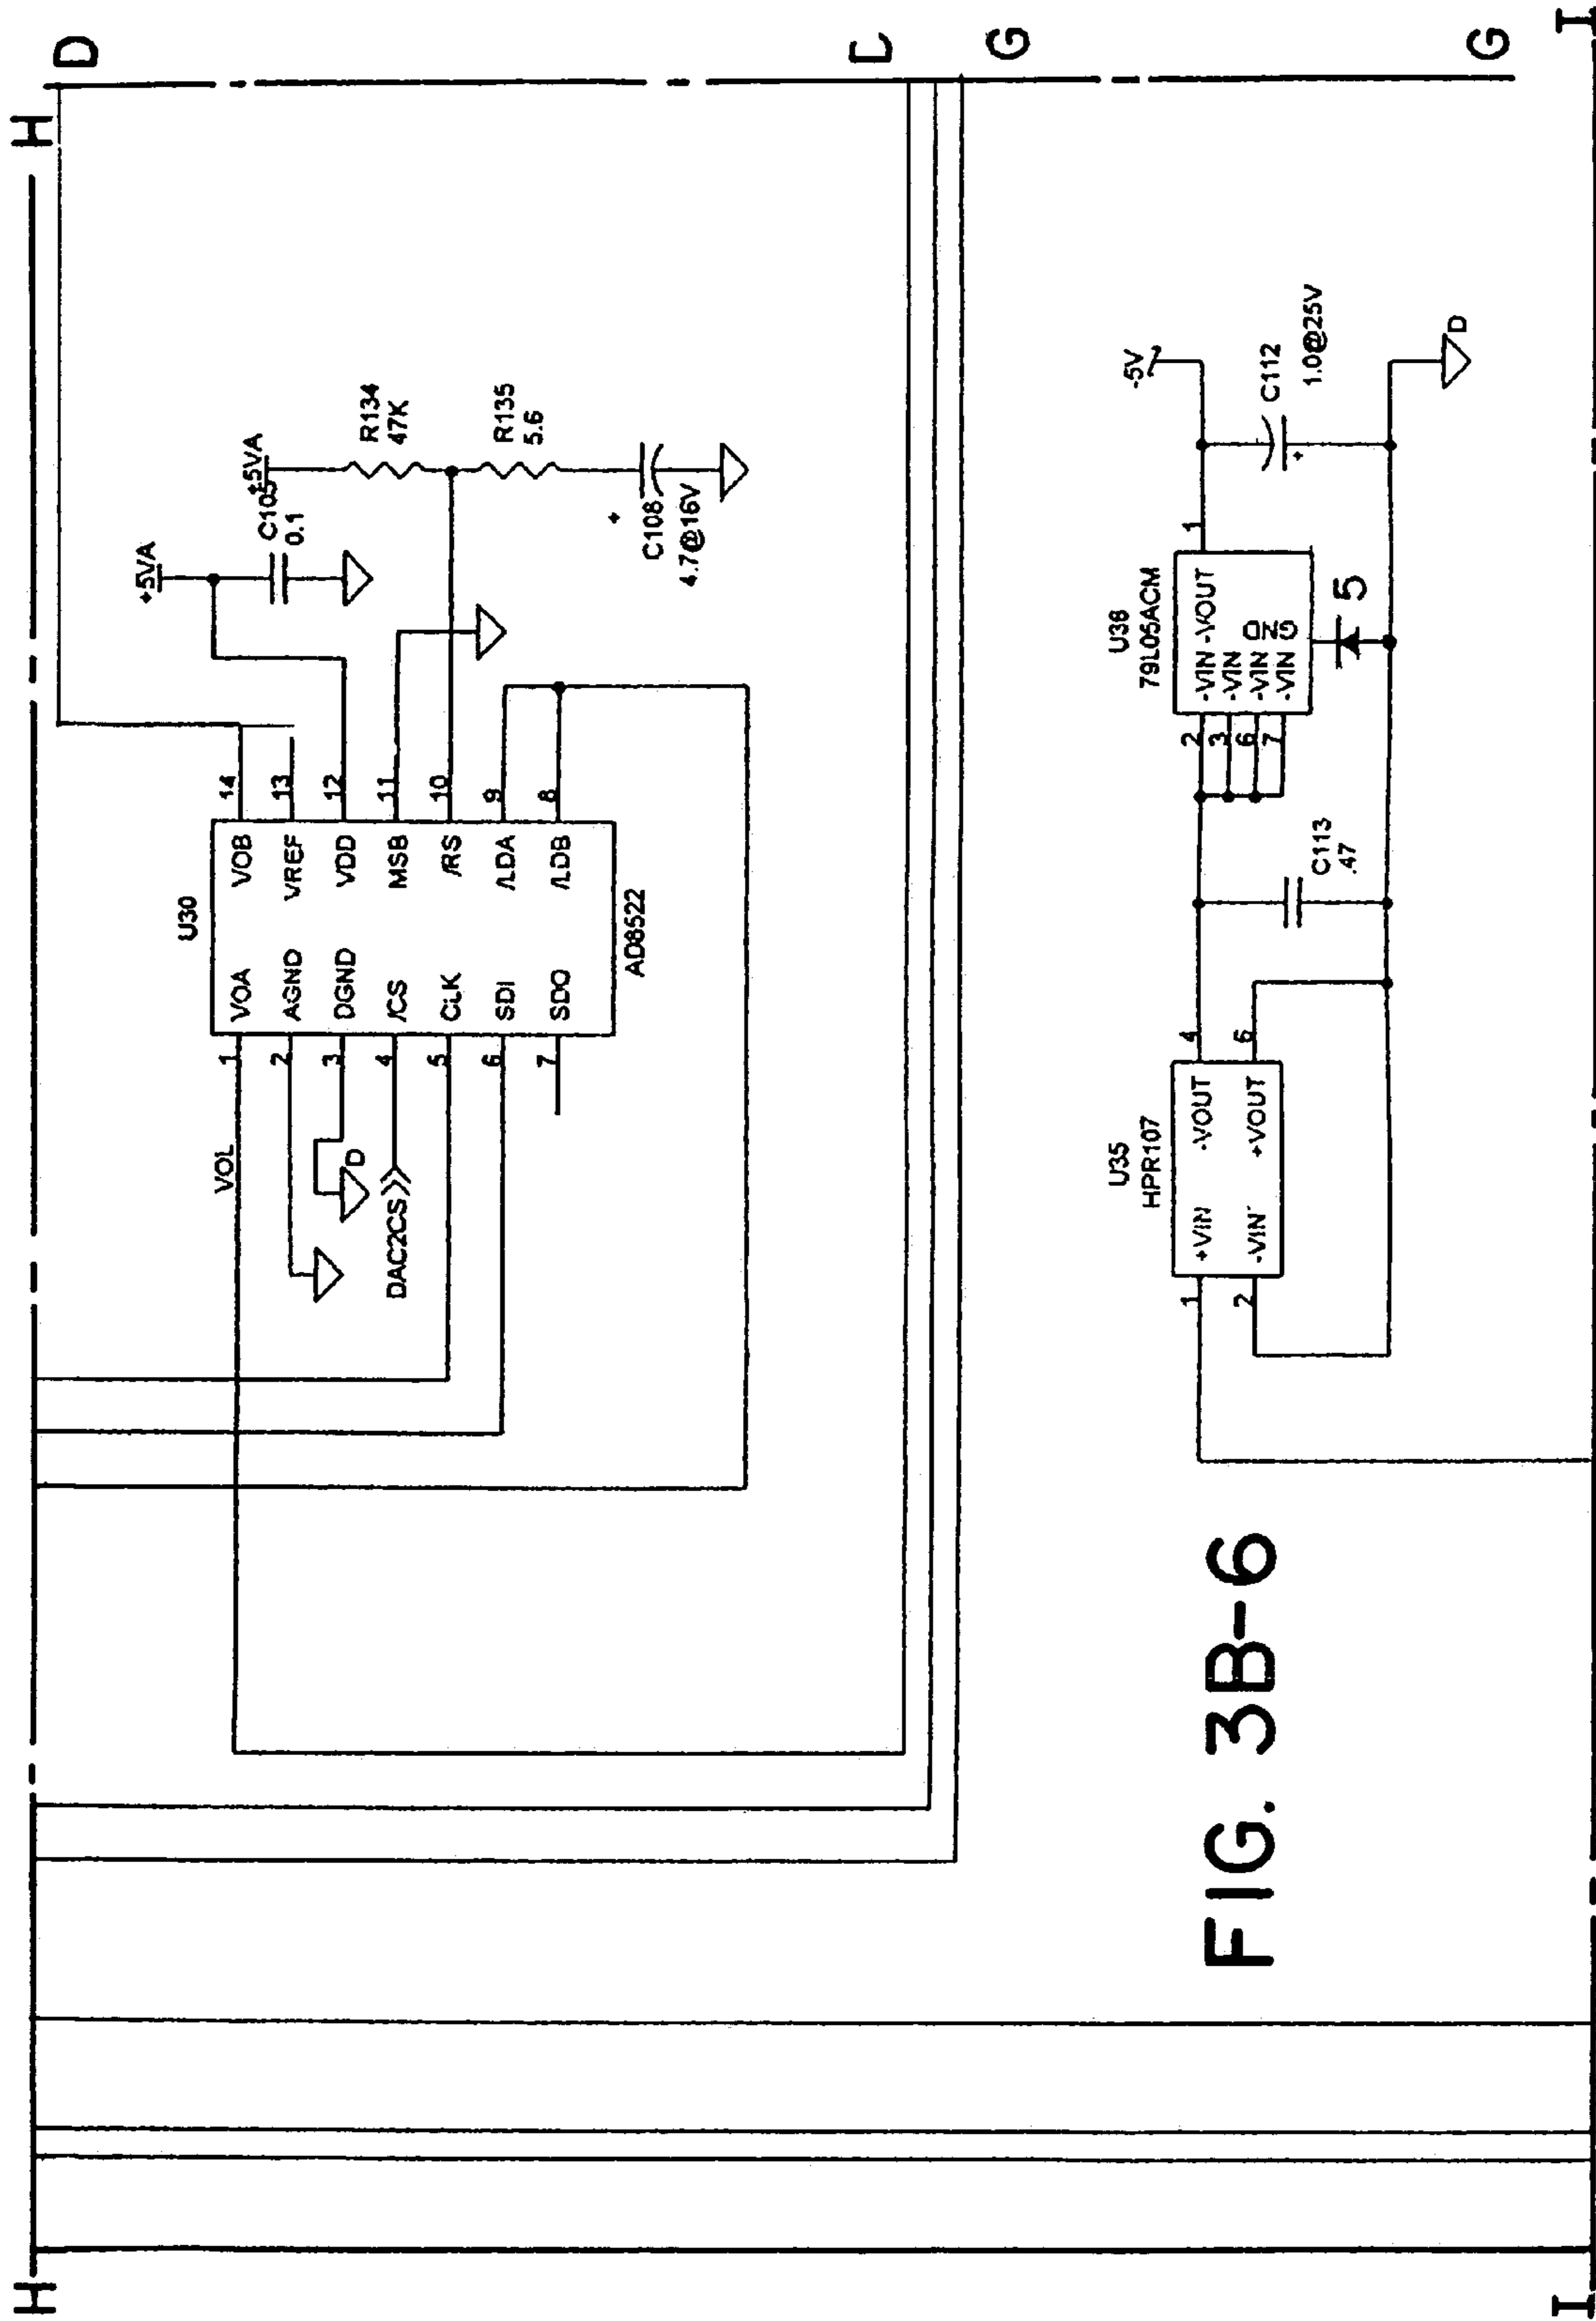 H
H
D
+5VA
+5VA
C105
0.1
R134
47K
R135
5.6
+
C108
4.7@16V
U30
VOL
1
VOA
VOB
14
2
AGND
VREF
13
3
DGND
VDD
12
D
DAC2CS
4
/CS
MSB
11
5
CLK
/RS
10
6
SDI
/LDA
9
7
SDO
/LDB
8
AD8522
D
G
U35
HPR107
1
+VIN
-VOUT
4
2
-VIN
+VOUT
6
C113
.47
U36
79L05ACM
2
-VIN
-VOUT
1
3
-VIN
6
-VIN
7
-VIN
GND
5
-5V
C112
+
1.0@25V
D
FIG. 3B-6
G
I
I